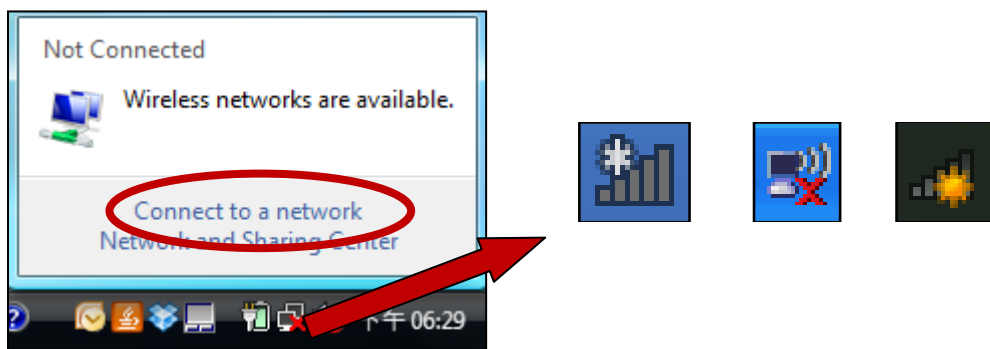 Not Connected
Wireless networks are available.
Connect to a network
Network and Sharing Center
下午 06:29